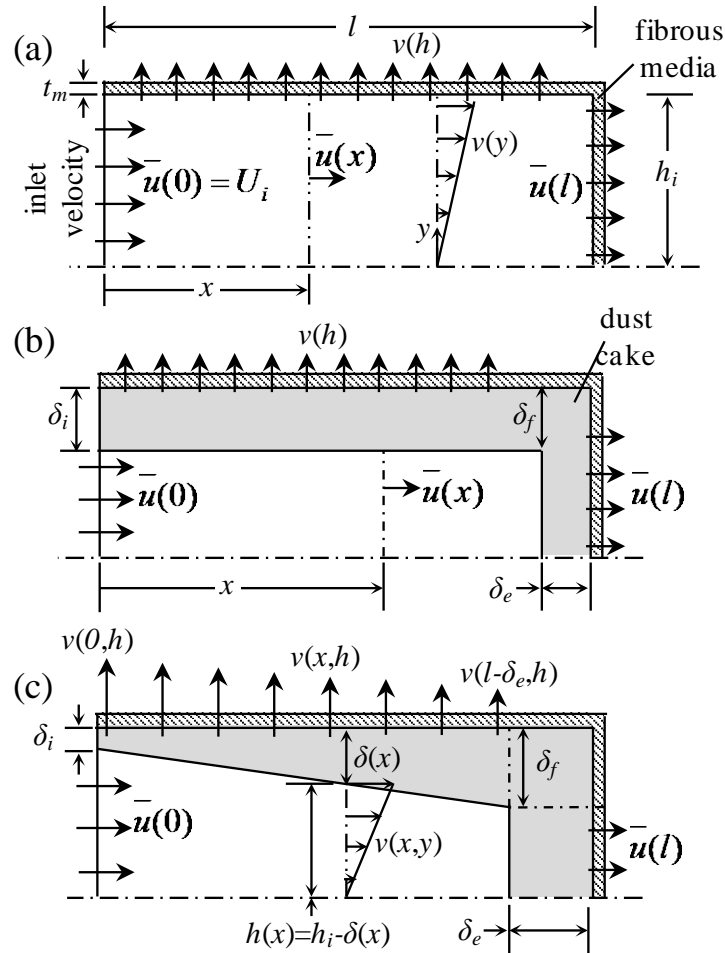 (a)
l
v(h)
fibrous
media
t_m
inlet
velocity
u̅(0) = U_i
u̅(x)
v(y)
u̅(l)
h_i
y
x
(b)
v(h)
dust
cake
δ_i
δ_f
u̅(0)
u̅(x)
u̅(l)
x
δ_e
v(0,h)
v(x,h)
v(l-δ_e,h)
(c)
δ_i
δ(x)
δ_f
u̅(0)
v(x,y)
u̅(l)
h(x)=h_i-δ(x)
δ_e